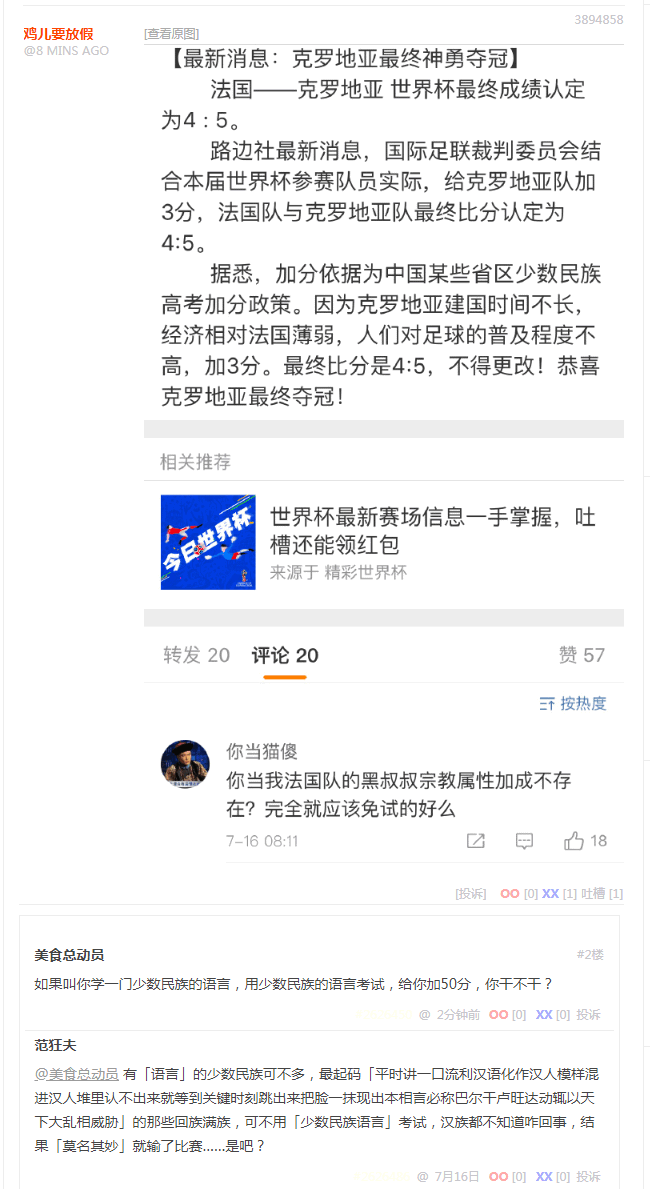 鸡儿要放假
@8 MINS AGO
[查看原图]
3894858
【最新消息：克罗地亚最终神勇夺冠】
法国——克罗地亚 世界杯最终成绩认定
为4：5。
路边社最新消息，国际足联裁判委员会结
合本届世界杯参赛队员实际，给克罗地亚队加
3分，法国队与克罗地亚队最终比分认定为
4:5。
据悉，加分依据为中国某些省区少数民族
高考加分政策。因为克罗地亚建国时间不长，
经济相对法国薄弱，人们对足球的普及程度不
高，加3分。最终比分是4:5，不得更改！恭喜
克罗地亚最终夺冠！
相关推荐
今日世界杯
世界杯最新赛场信息一手掌握，吐
槽还能领红包
来源于 精彩世界杯
转发 20 评论 20 赞 57
按热度
你当猫傻
你当我法国队的黑叔叔宗教属性加成不存
在？完全就应该免试的好么
7-16 08:11 18
[投诉] OO [0] XX [1] 吐槽 [1]
美食总动员 #2楼
如果叫你学一门少数民族的语言，用少数民族的语言考试，给你加50分，你干不干？
@ 2分钟前 OO [0] XX [0] 投诉
范狂夫
@美食总动员 有「语言」的少数民族可不多，最起码「平时讲一口流利汉语化作汉人模样混
进汉人堆里认不出来就等到关键时刻跳出来把脸一抹现出本相言必称巴尔干卢旺达动辄以天
下大乱相威胁」的那些回族满族，可不用「少数民族语言」考试，汉族都不知道咋回事，结
果「莫名其妙」就输了比赛......是吧？
@ 7月16日 OO [0] XX [0] 投诉